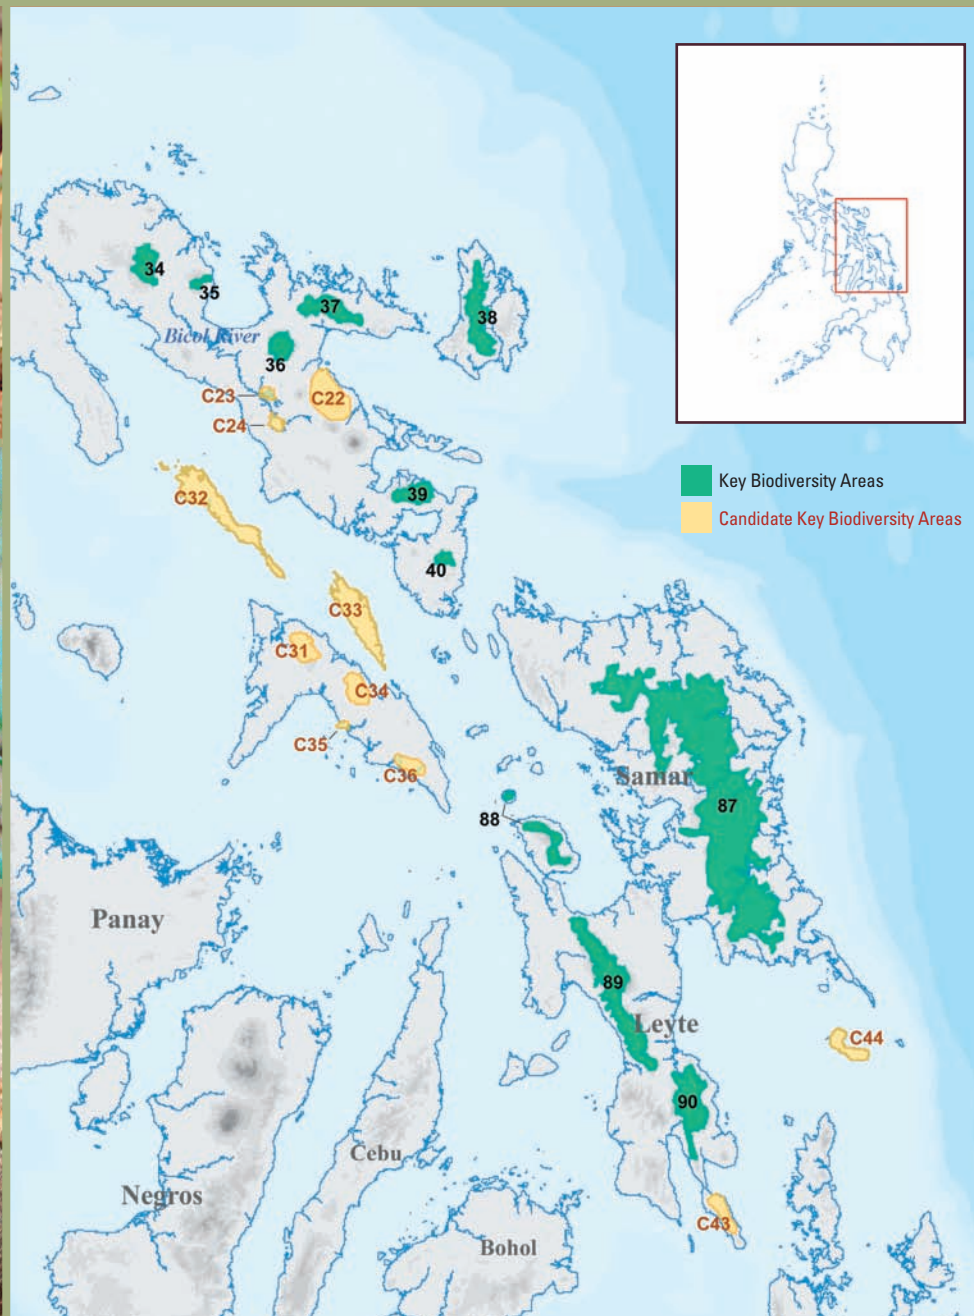 34
35
37
38
Bicol River
36
C23
C22
C24
39
C32
40
C33
C31
C34
C35
C36
Key Biodiversity Areas
Candidate Key Biodiversity Areas
Samar
87
88
Panay
89
Leyte
C44
90
Cebu
Negros
C43
Bohol